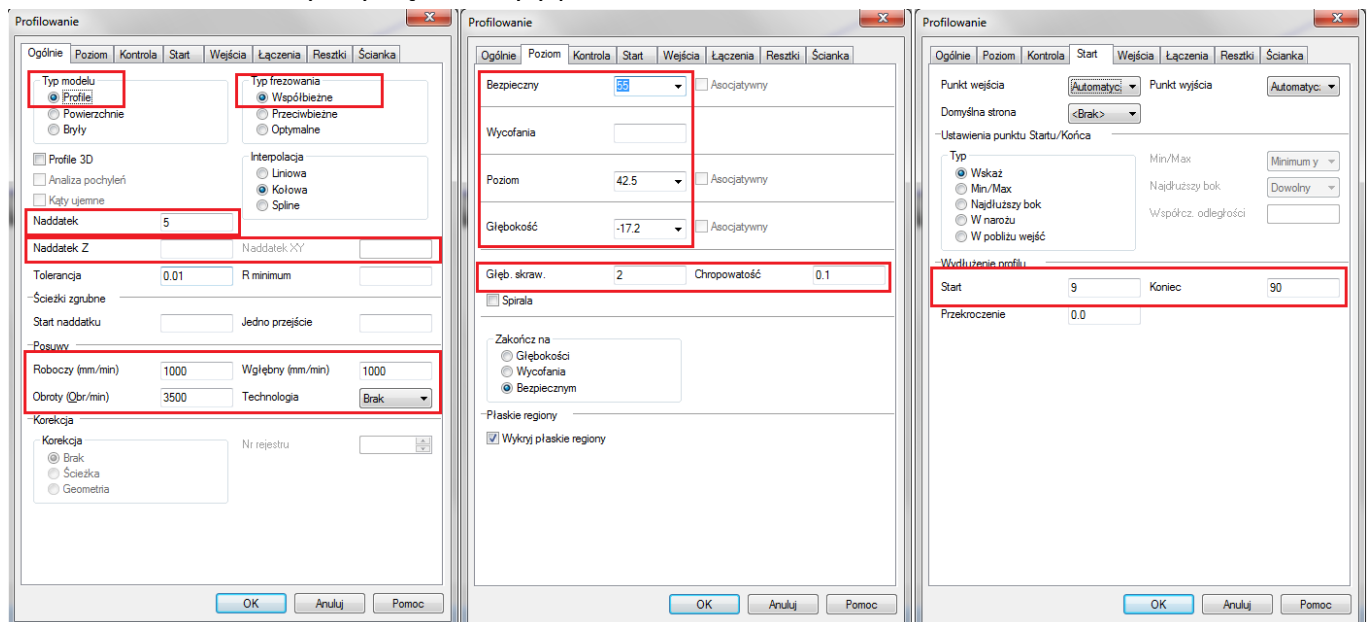 Profilowanie
Ogólnie Poziom Kontrola Start Wejścia Łączenia Resztki Ścianka
Typ modelu Typ frezowania
Profile Współbieżne
Powierzchnie Przeciwbieżne
Bryły Optymalne
Profile 3D Interpolacja
Analiza pochyleń Liniowa
Kąty ujemne Kołowa
Spline
Naddatek 5
Naddatek Z Naddatek XY
Tolerancja 0.01 R minimum
Ścieżki zgrubne
Start naddatku Jedno przejście
Posuwy
Roboczy (mm/min) 1000 Wgłębny (mm/min) 1000
Obroty (Obr/min) 3500 Technologia Brak
Korekcja
Korekcja Nr rejestru
Brak
Ścieżka
Geometria
OK Anuluj Pomoc
Profilowanie
Ogólnie Poziom Kontrola Start Wejścia Łączenia Resztki Ścianka
Bezpieczny 55 Asocjatywny
Wycofania
Poziom 42.5 Asocjatywny
Głębokość -17.2 Asocjatywny
Głęb. skraw. 2 Chropowatość 0.1
Spirala
Zakończ na
Głębokości
Wycofania
Bezpiecznym
Płaskie regiony
Wykryj płaskie regiony
OK Anuluj Pomoc
Profilowanie
Ogólnie Poziom Kontrola Start Wejścia Łączenia Resztki Ścianka
Punkt wejścia Automatyc: Punkt wyjścia Automatyc:
Domyślna strona <Brak>
Ustawienia punktu Startu/Końca
Typ Min/Max Minimum y
Wskaż
Min/Max Najdłuższy bok Dowolny
Najdłuższy bok
W narożu Współcz. odległości
W pobliżu wejść
Wydłużenie profilu
Start 9 Koniec 90
Przekroczenie 0.0
OK Anuluj Pomoc